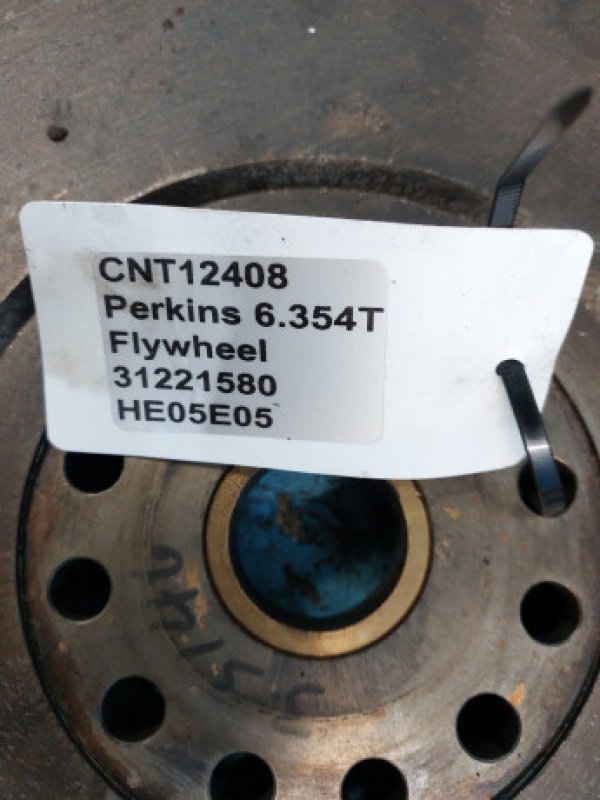 CNT12408
Perkins 6.354T
Flywheel
31221580
HE05E05